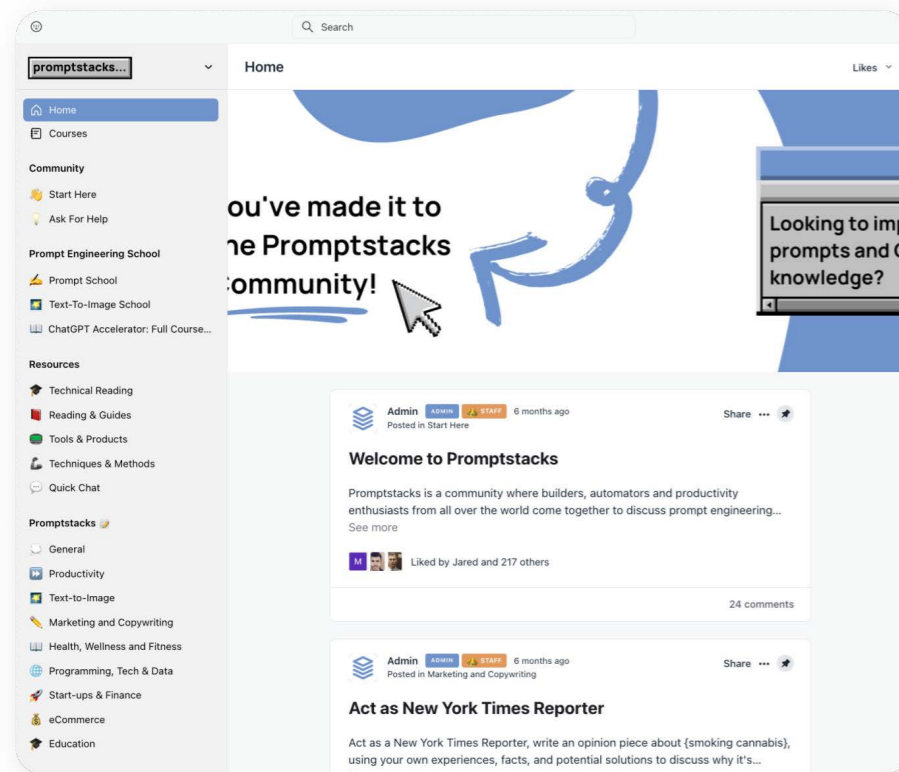 Search
promptstacks...
Home
Likes
Home
Courses
Community
Start Here
Ask For Help
Prompt Engineering School
Prompt School
Text-To-Image School
ChatGPT Accelerator: Full Course...
Resources
Technical Reading
Reading & Guides
Tools & Products
Techniques & Methods
Quick Chat
Promptstacks
General
Productivity
Text-to-Image
Marketing and Copywriting
Health, Wellness and Fitness
Programming, Tech & Data
Start-ups & Finance
eCommerce
Education
ou've made it to
he Promptstacks
ommunity!
Looking to imp
prompts and C
knowledge?
Admin ADMIN STAFF 6 months ago
Share
Posted in Start Here
Welcome to Promptstacks
Promptstacks is a community where builders, automators and productivity
enthusiasts from all over the world come together to discuss prompt engineering...
See more
M
Liked by Jared and 217 others
24 comments
Admin ADMIN STAFF 6 months ago
Share
Posted in Marketing and Copywriting
Act as New York Times Reporter
Act as a New York Times Reporter, write an opinion piece about {smoking cannabis},
using your own experiences, facts, and potential solutions to discuss why it's...